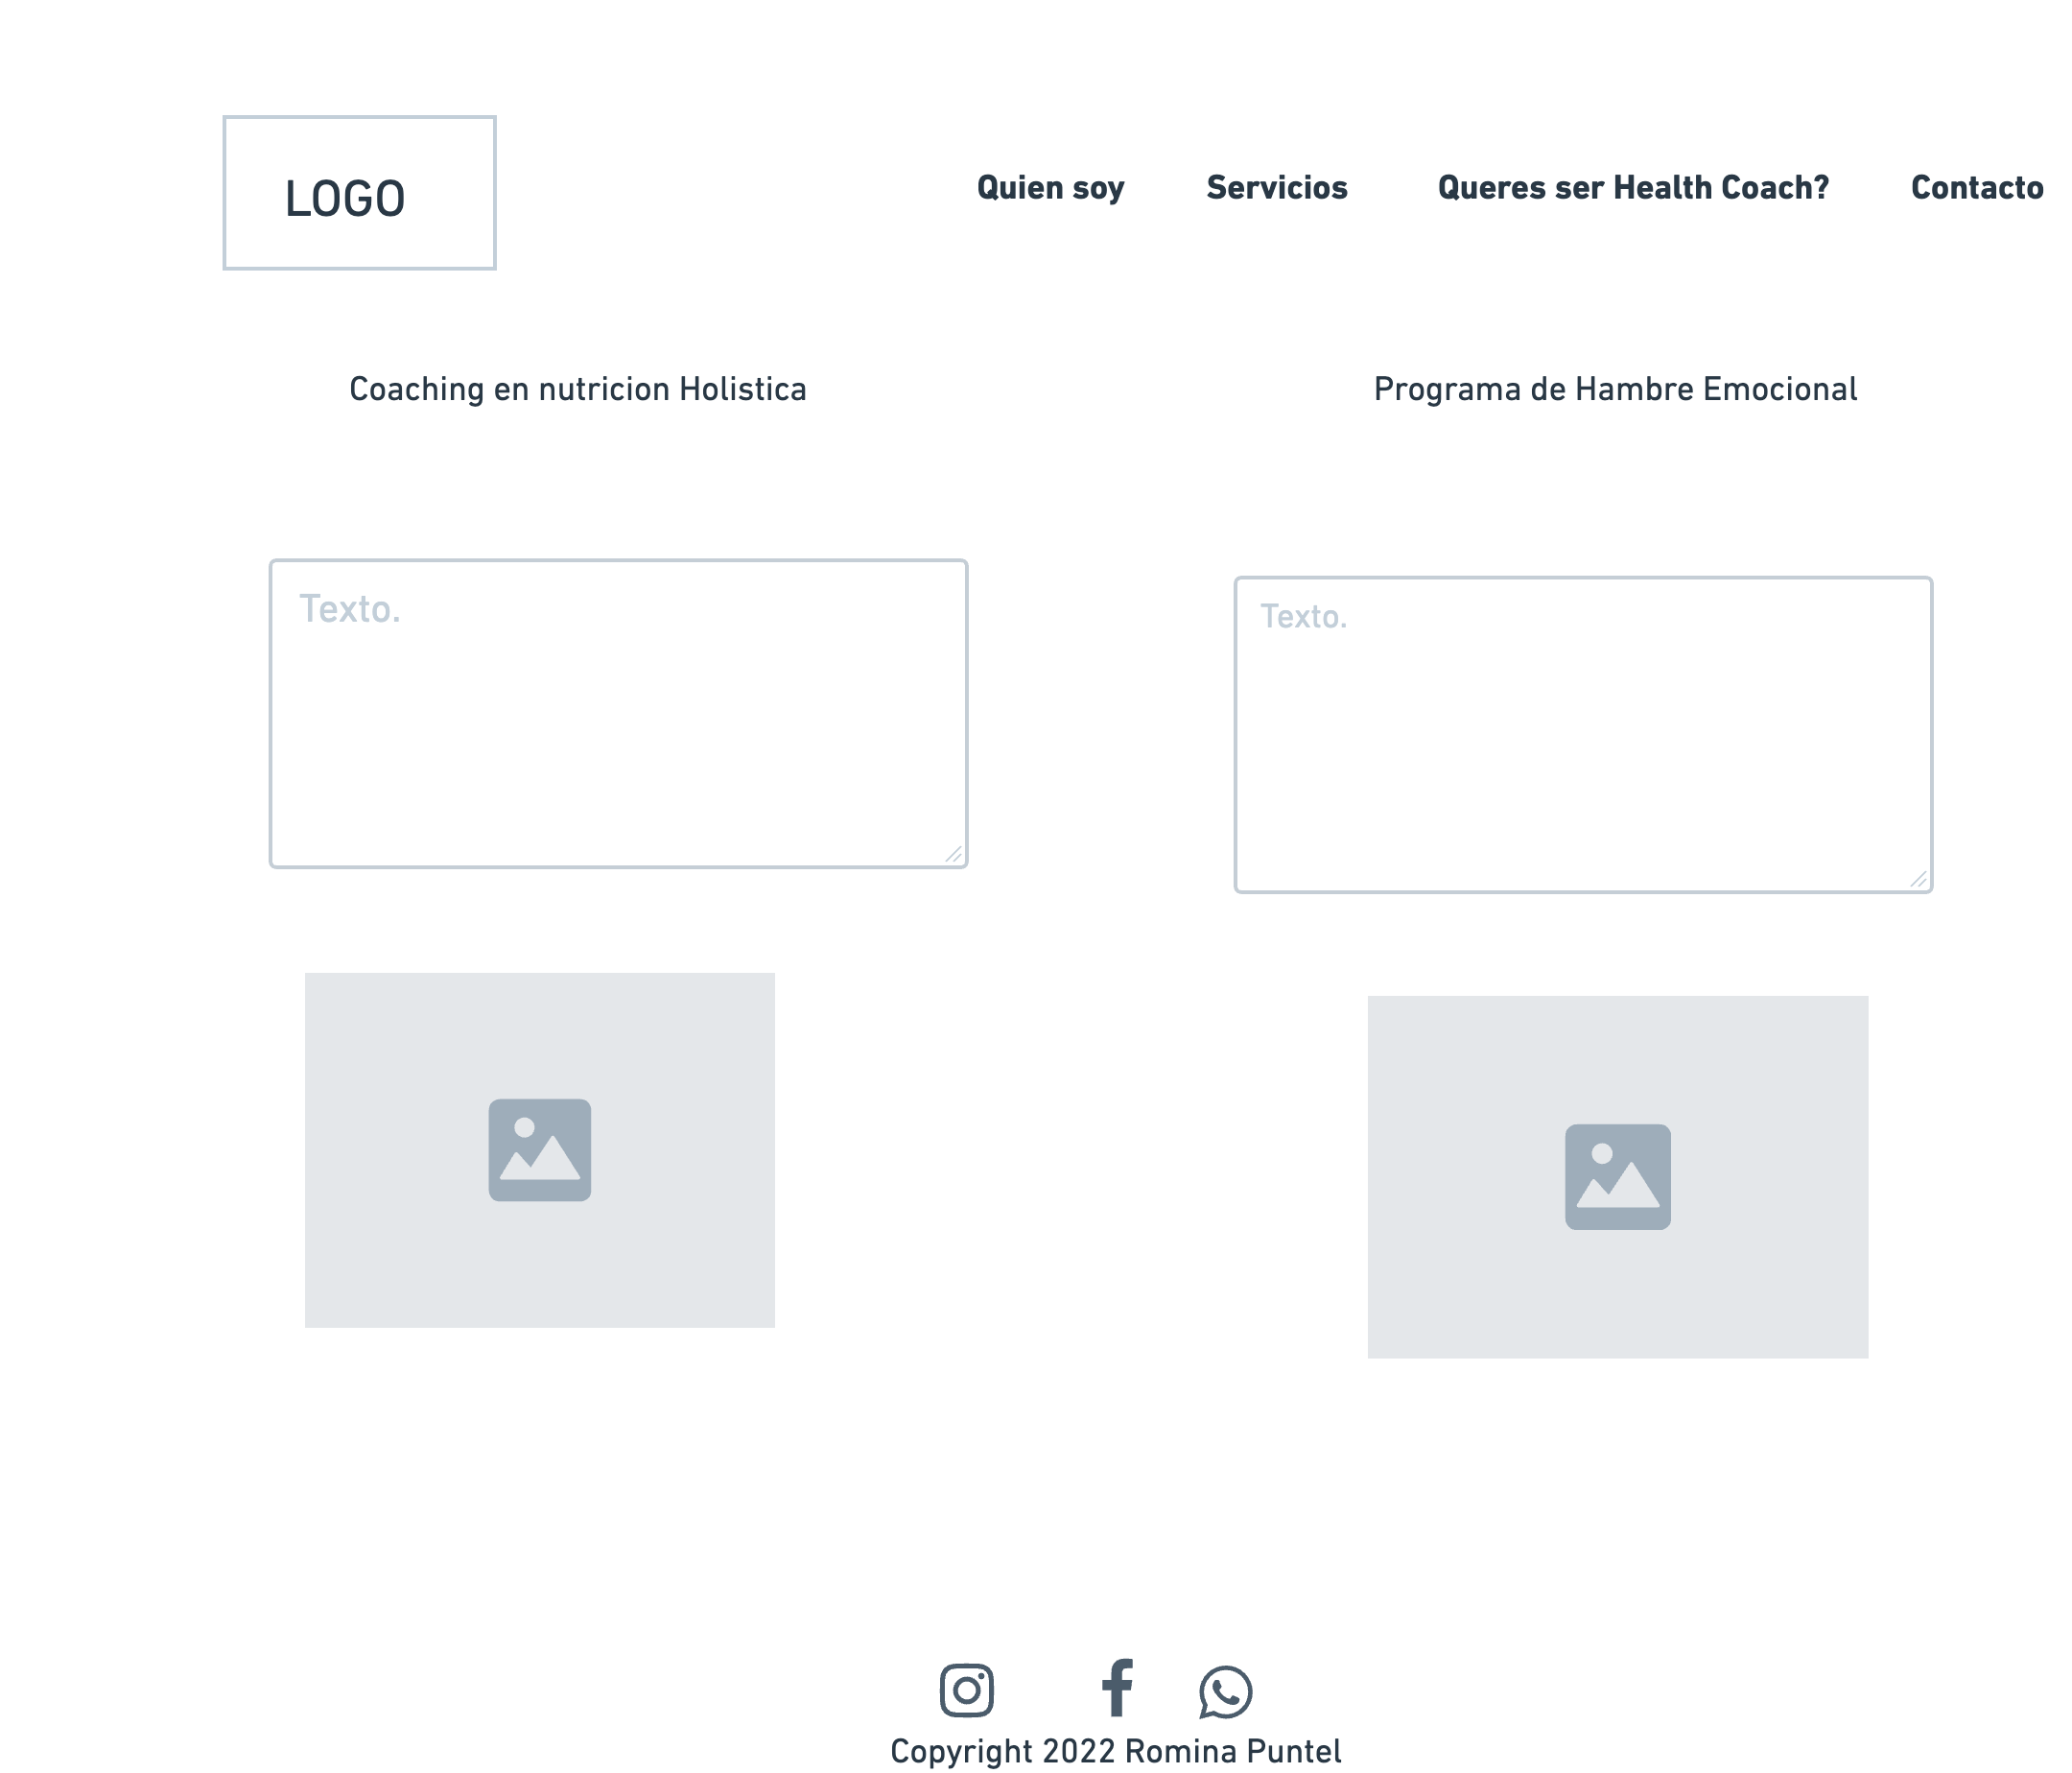 LOGO
Quien soy Servicios Queres ser Health Coach? Contacto
Coaching en nutricion Holistica
Programa de Hambre Emocional
Texto.
Texto.
Copyright 2022 Romina Puntel